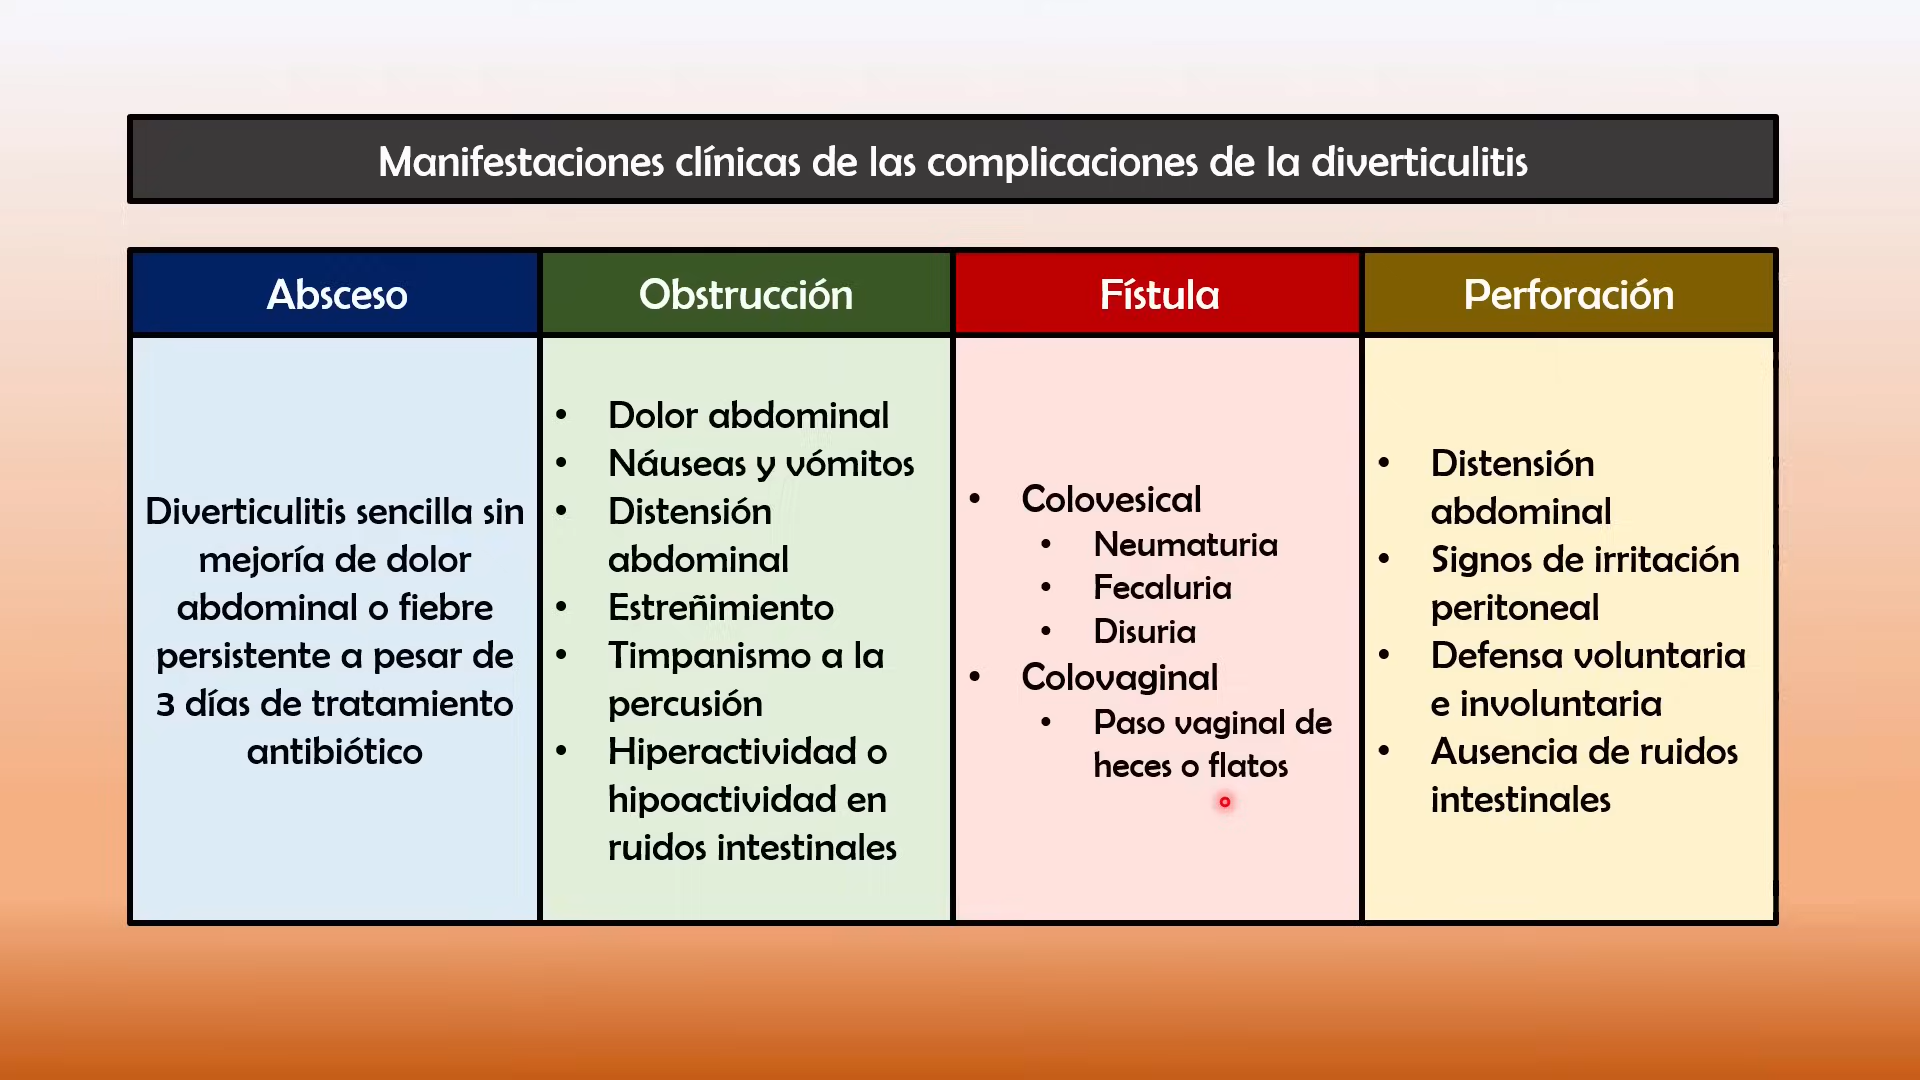 Manifestaciones clínicas de las complicaciones de la diverticulitis
Absceso
Diverticulitis sencilla sin
mejoría de dolor
abdominal o fiebre
persistente a pesar de
3 días de tratamiento
antibiótico
Obstrucción
• Dolor abdominal
• Náuseas y vómitos
• Distensión
abdominal
• Estreñimiento
• Timpanismo a la
percusión
• Hiperactividad o
hipoactividad en
ruidos intestinales
Fístula
• Colovesical
• Neumaturia
• Fecaluria
• Disuria
• Colovaginal
• Paso vaginal de
heces o flatos
Perforación
• Distensión
abdominal
• Signos de irritación
peritoneal
• Defensa voluntaria
e involuntaria
• Ausencia de ruidos
intestinales